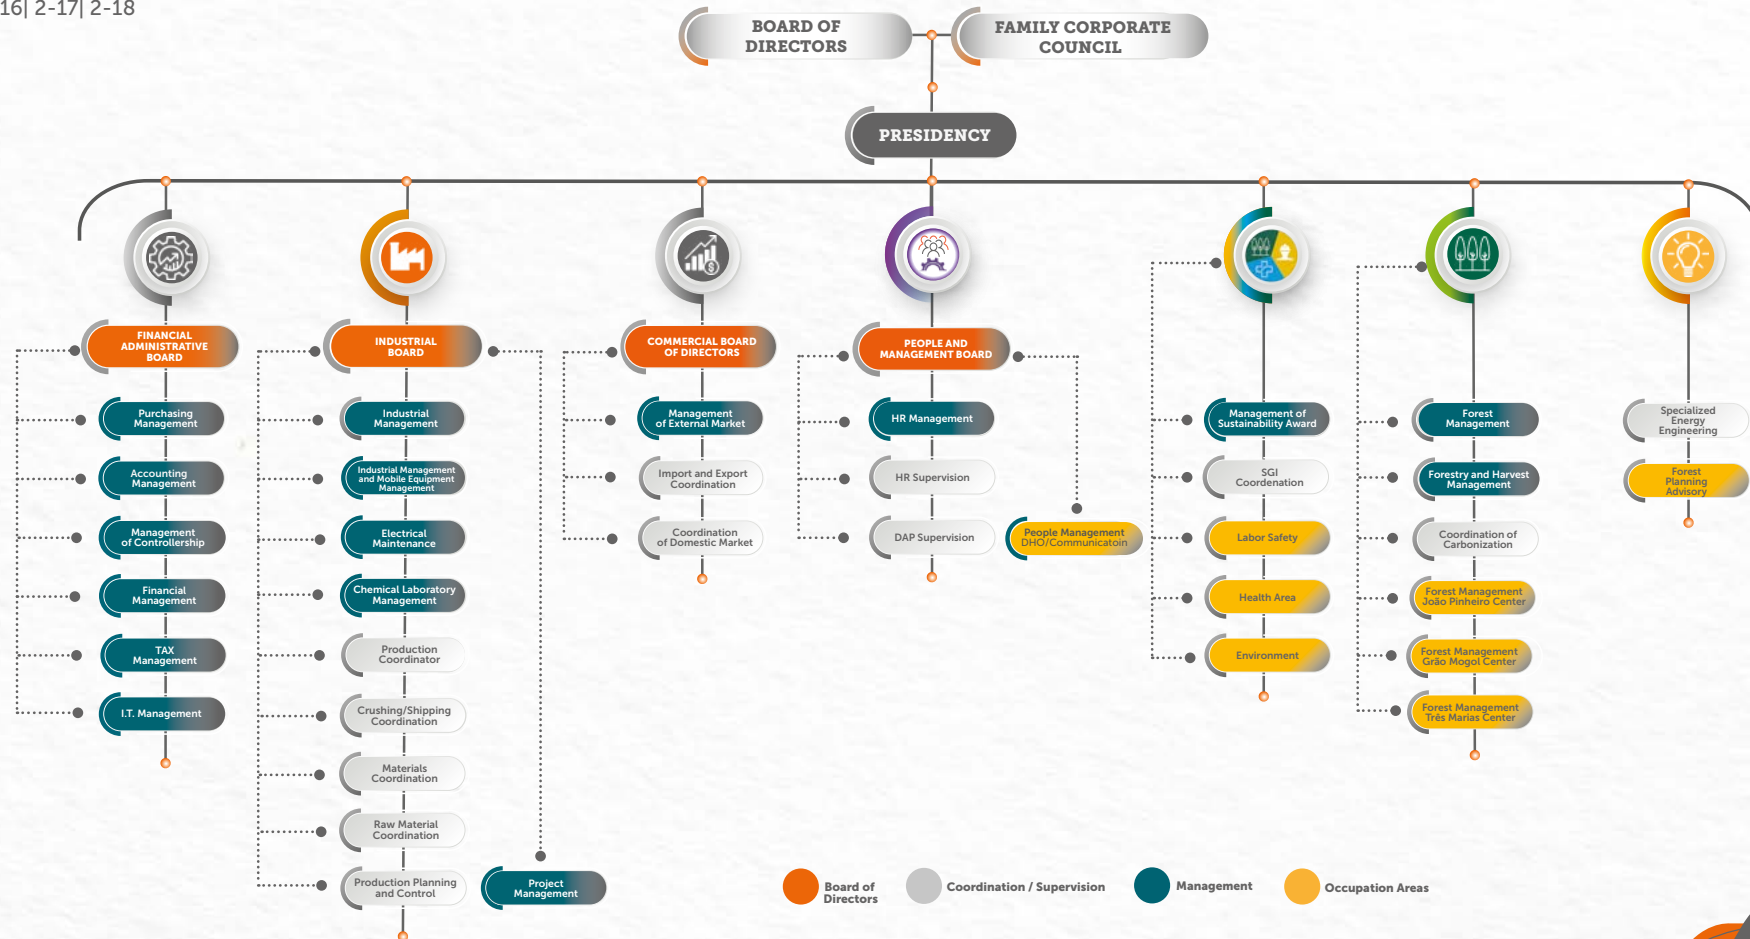 16| 2-17| 2-18
BOARD OF
DIRECTORS
FAMILY CORPORATE
COUNCIL
PRESIDENCY
FINANCIAL
ADMINISTRATIVE
BOARD
Purchasing
Management
Accounting
Management
Management
of Controllership
Financial
Management
TAX
Management
I.T. Management
INDUSTRIAL
BOARD
Industrial
Management
Industrial Management
and Mobile Equipment
Management
Electrical
Maintenance
Chemical Laboratory
Management
Production
Coordinator
Crushing/Shipping
Coordination
Materials
Coordination
Raw Material
Coordination
Production Planning
and Control
Project
Management
COMMERCIAL BOARD
OF DIRECTORS
Management
of External Market
Import and Export
Coordination
Coordination
of Domestic Market
PEOPLE AND
MANAGEMENT BOARD
HR Management
HR Supervision
DAP Supervision
People Management
DHO/Communicatoin
Management of
Sustainability Award
SGI
Coordenation
Labor Safety
Health Area
Environment
Forest
Management
Forestry and Harvest
Management
Coordination of
Carbonization
Forest Management
João Pinheiro Center
Forest Management
Grão Mogol Center
Forest Management
Três Marias Center
Specialized
Energy
Engineering
Forest
Planning
Advisory
Board of
Directors
Coordination / Supervision
Management
Occupation Areas